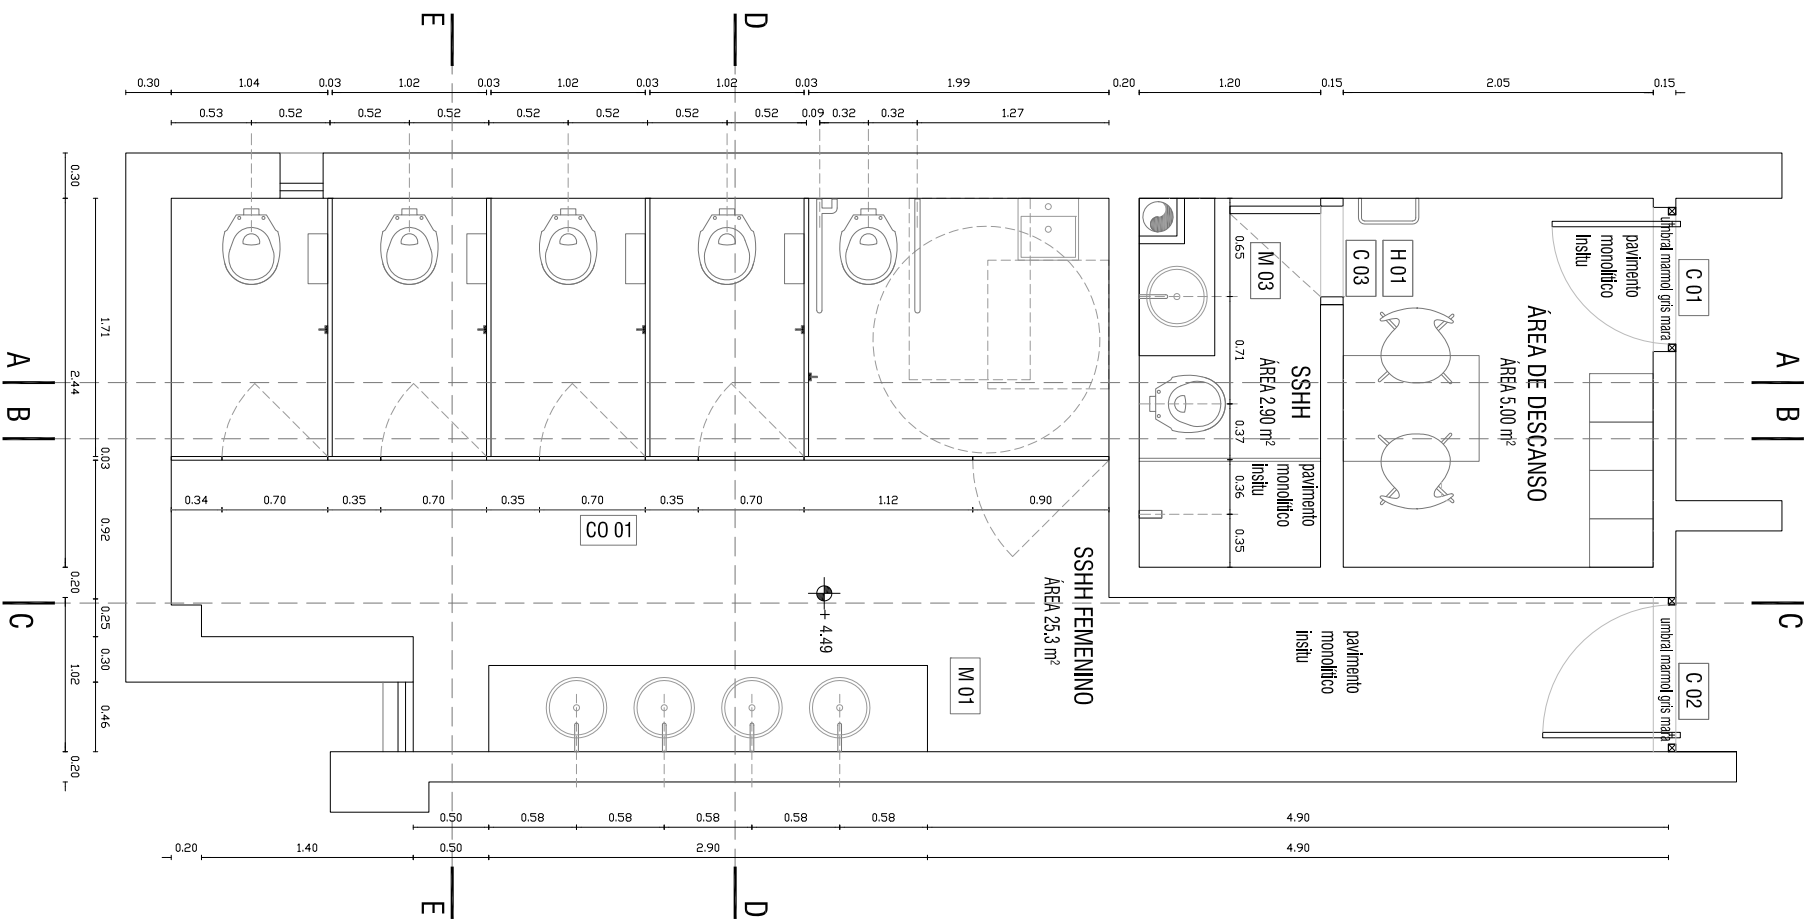 E
D
0.30 1.04 0.03 1.02 0.03 1.02 0.03 1.02 0.03 1.99 0.20 1.20 0.15 2.05 0.15
0.53 0.52 0.52 0.52 0.52 0.52 0.52 0.52 0.09 0.32 0.32 1.27
0.30
2.44
0.20
1.02
0.20
1.71
0.03
0.92
0.25
0.30
0.46
A
B
C
A
B
C
C 01
umbral marmol gris mara
pavimento
monolítico
insitu
ÁREA DE DESCANSO
ÁREA 5.00 m²
H 01
C 03
M 03
SSHH
ÁREA 2.90 m²
0.65
0.71
0.37
0.36
0.35
pavimento
monolítico
insitu
0.34 0.70 0.35 0.70 0.35 0.70 0.35 0.70 1.12 0.90
CO 01
+ 4.49
SSHH FEMENINO
ÁREA 25.3 m²
M 01
pavimento
monolítico
insitu
C 02
umbral marmol gris mara
0.50 0.58 0.58 0.58 0.58 0.58 4.90
0.20 1.40 0.50 2.90 4.90
E
D